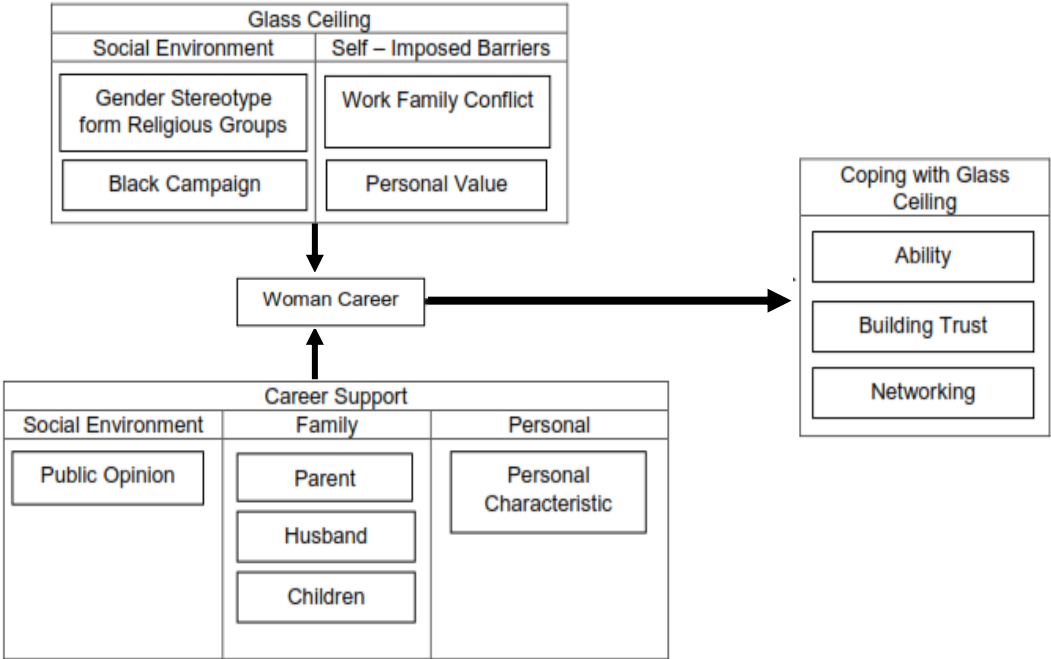 Glass Ceiling
Social Environment
Self – Imposed Barriers
Gender Stereotype
form Religious Groups
Work Family Conflict
Black Campaign
Personal Value
Coping with Glass
Ceiling
Ability
Building Trust
Networking
Woman Career
Career Support
Social Environment
Family
Personal
Public Opinion
Parent
Husband
Children
Personal
Characteristic